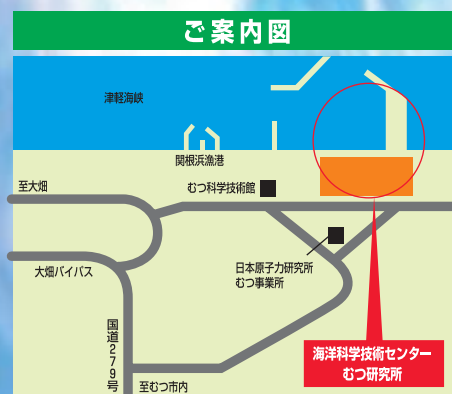 ご案内図
津軽海峡
関根浜漁港
むつ科学技術館
至大畑
日本原子力研究所
むつ事業所
大畑バイパス
国道279号
海洋科学技術センター
むつ研究所
至むつ市内